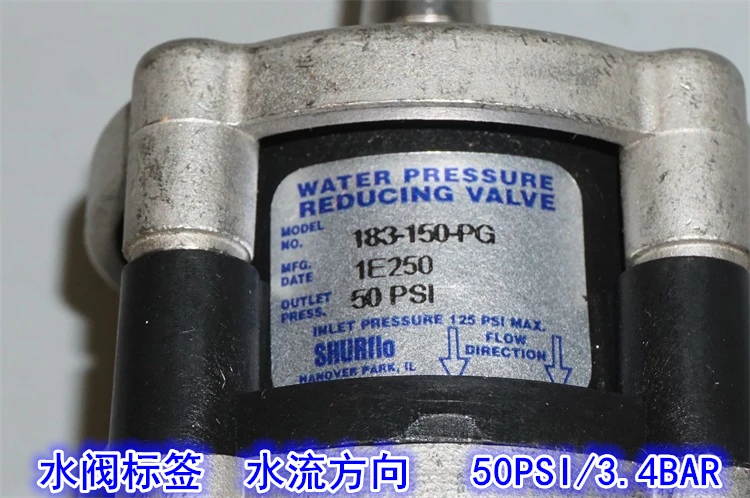 WATER PRESSURE
REDUCING VALVE
MODEL
NO. 183-150-PG
MFG.
DATE 1E250
OUTLET
PRESS. 50 PSI
INLET PRESSURE 125 PSI MAX.
SHURflo
HANOVER PARK, IL
FLOW
DIRECTION
水阀标签 水流方向 50PSI/3.4BAR